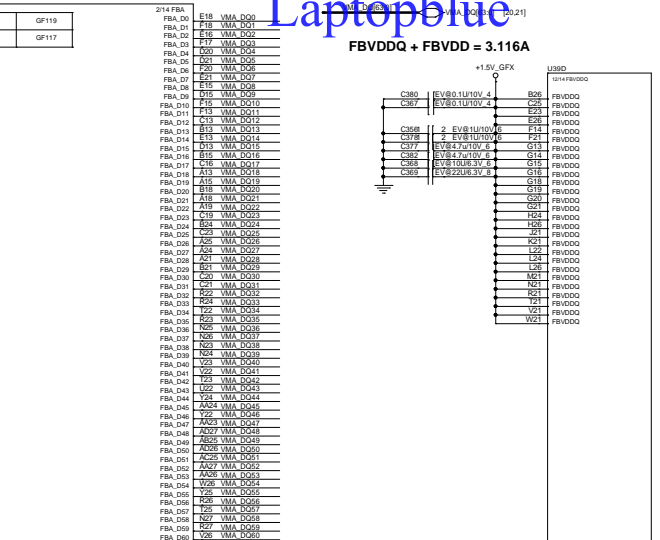 Laptopblue
VMA_DQ[63:0] [20,21]
GF119
GF117
FBVDDQ + FBVDD = 3.116A
+1.5V_GFX
U39D
12/14 FBVDDQ
C380 EV@0.1U/10V_4
C367 EV@0.1U/10V_4
C377 EV@4.7u/10V_6
C382 EV@4.7u/10V_6
C368 EV@10U/6.3V_6
C369 EV@22U/6.3V_8
B26 FBVDDQ
C25 FBVDDQ
E23 FBVDDQ
E26 FBVDDQ
F14 FBVDDQ
F21 FBVDDQ
G13 FBVDDQ
G14 FBVDDQ
G15 FBVDDQ
G16 FBVDDQ
G18 FBVDDQ
G19 FBVDDQ
G20 FBVDDQ
G21 FBVDDQ
H24 FBVDDQ
H26 FBVDDQ
J21 FBVDDQ
K21 FBVDDQ
L22 FBVDDQ
L24 FBVDDQ
L26 FBVDDQ
M21 FBVDDQ
N21 FBVDDQ
R21 FBVDDQ
T21 FBVDDQ
V21 FBVDDQ
W21 FBVDDQ
2/14 FBA
FBA_D0 E18 VMA_DQ0
FBA_D1 F18 VMA_DQ1
FBA_D2 E16 VMA_DQ2
FBA_D3 F17 VMA_DQ3
FBA_D4 D20 VMA_DQ4
FBA_D5 D21 VMA_DQ5
FBA_D6 F20 VMA_DQ6
FBA_D7 E21 VMA_DQ7
FBA_D8 E15 VMA_DQ8
FBA_D9 D15 VMA_DQ9
FBA_D10 F15 VMA_DQ10
FBA_D11 F13 VMA_DQ11
FBA_D12 C13 VMA_DQ12
FBA_D13 B13 VMA_DQ13
FBA_D14 E13 VMA_DQ14
FBA_D15 D13 VMA_DQ15
FBA_D16 B15 VMA_DQ16
FBA_D17 C16 VMA_DQ17
FBA_D18 A13 VMA_DQ18
FBA_D19 A15 VMA_DQ19
FBA_D20 B18 VMA_DQ20
FBA_D21 A18 VMA_DQ21
FBA_D22 A19 VMA_DQ22
FBA_D23 C19 VMA_DQ23
FBA_D24 B24 VMA_DQ24
FBA_D25 C23 VMA_DQ25
FBA_D26 A25 VMA_DQ26
FBA_D27 A24 VMA_DQ27
FBA_D28 A21 VMA_DQ28
FBA_D29 B21 VMA_DQ29
FBA_D30 C20 VMA_DQ30
FBA_D31 C21 VMA_DQ31
FBA_D32 R22 VMA_DQ32
FBA_D33 R24 VMA_DQ33
FBA_D34 T22 VMA_DQ34
FBA_D35 R23 VMA_DQ35
FBA_D36 N25 VMA_DQ36
FBA_D37 N26 VMA_DQ37
FBA_D38 N23 VMA_DQ38
FBA_D39 N24 VMA_DQ39
FBA_D40 V23 VMA_DQ40
FBA_D41 V22 VMA_DQ41
FBA_D42 T23 VMA_DQ42
FBA_D43 U22 VMA_DQ43
FBA_D44 Y24 VMA_DQ44
FBA_D45 AA24 VMA_DQ45
FBA_D46 Y22 VMA_DQ46
FBA_D47 AA23 VMA_DQ47
FBA_D48 AD27 VMA_DQ48
FBA_D49 AB25 VMA_DQ49
FBA_D50 AD26 VMA_DQ50
FBA_D51 AC25 VMA_DQ51
FBA_D52 AA27 VMA_DQ52
FBA_D53 AA26 VMA_DQ53
FBA_D54 W26 VMA_DQ54
FBA_D55 Y25 VMA_DQ55
FBA_D56 R26 VMA_DQ56
FBA_D57 T25 VMA_DQ57
FBA_D58 N27 VMA_DQ58
FBA_D59 R27 VMA_DQ59
FBA_D60 V26 VMA_DQ60